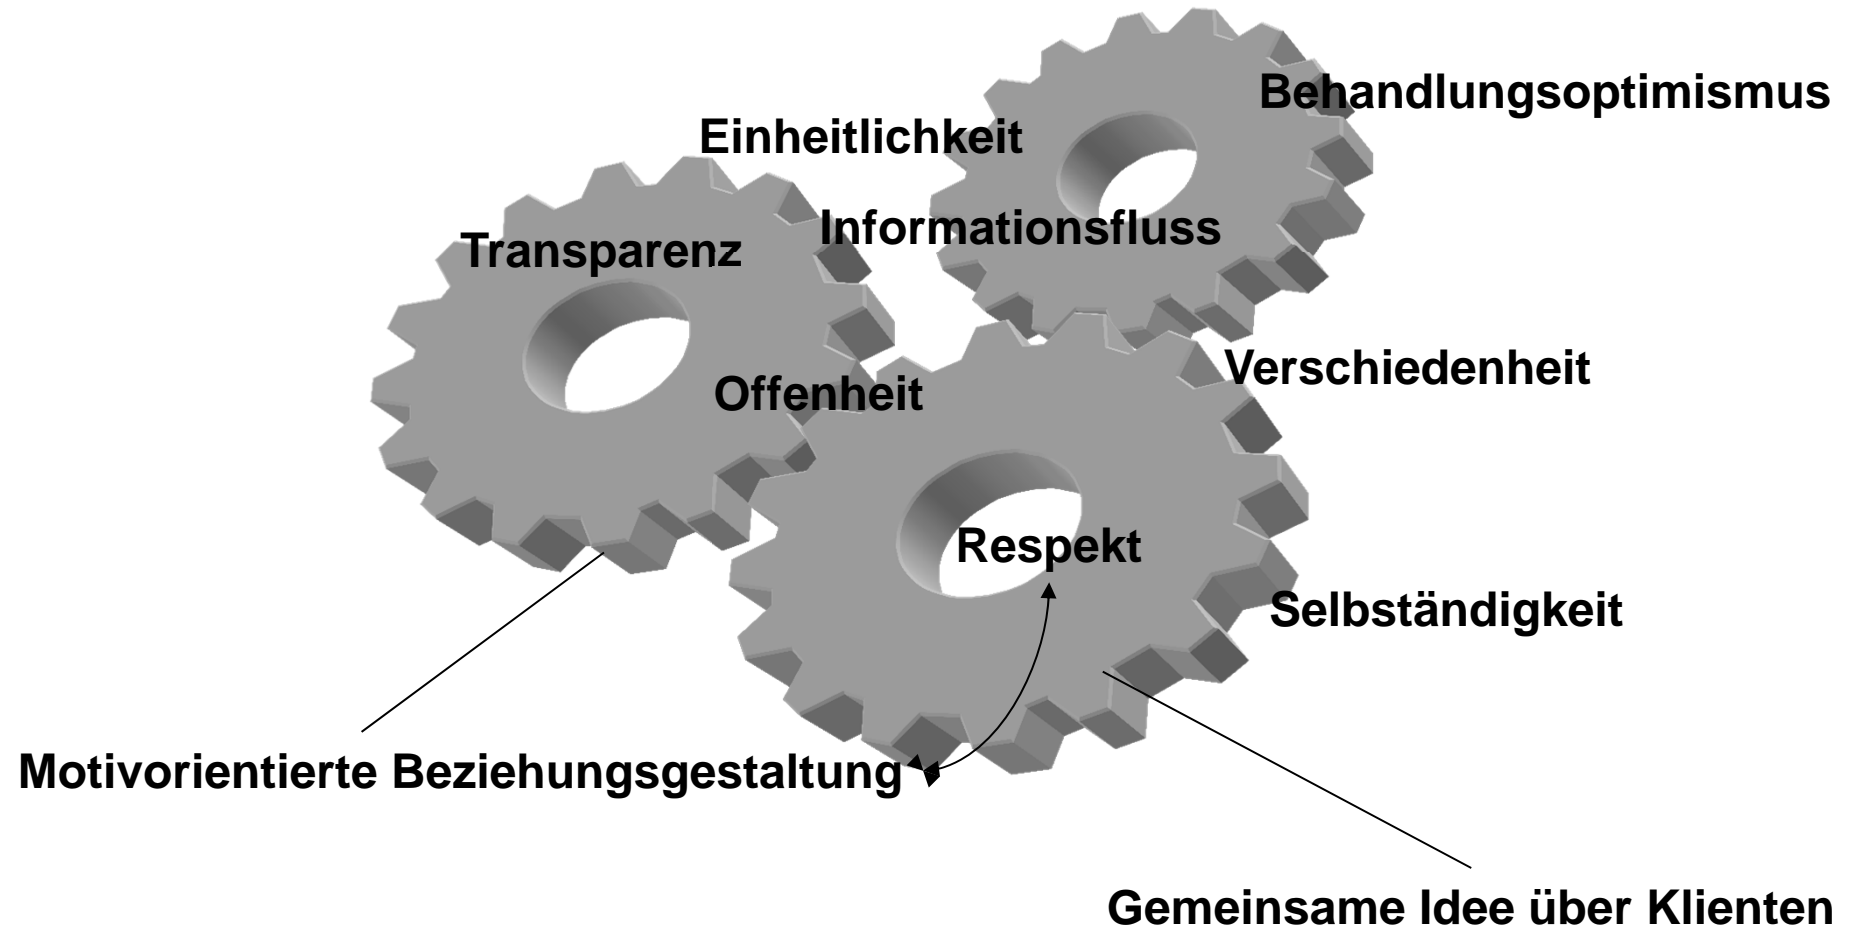 Behandlungsoptimismus
Einheitlichkeit
Informationsfluss
Transparenz
Verschiedenheit
Offenheit
Respekt
Selbständigkeit
Motivorientierte Beziehungsgestaltung
Gemeinsame Idee über Klienten